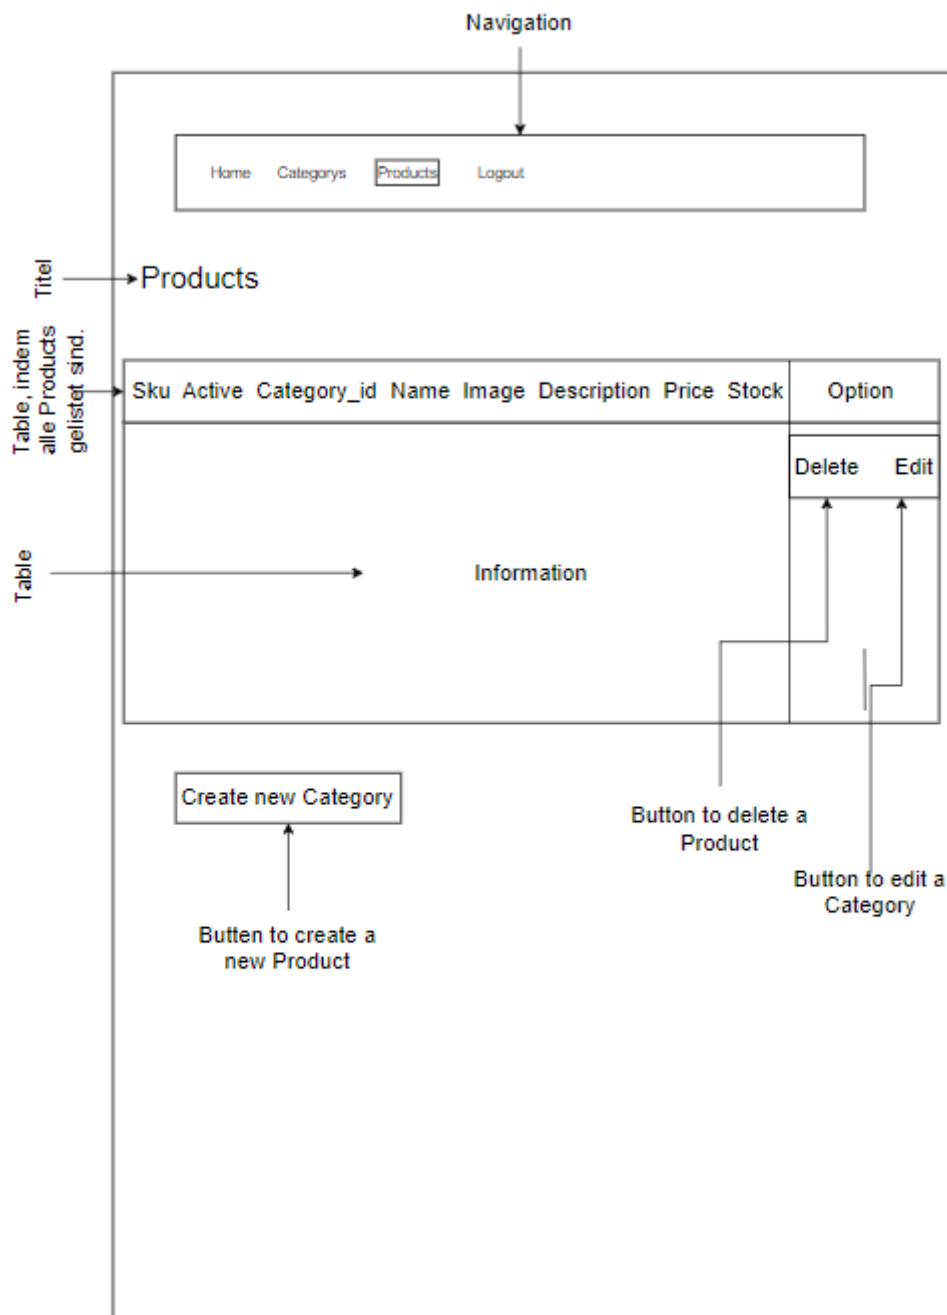 Navigation
Home Categorys Products Logout
Titel
Products
Table, indem
alle Products
gelistet sind.
Sku Active Category_id Name Image Description Price Stock Option
Delete Edit
Table
Information
Create new Category
Button to delete a
Product
Button to edit a
Category
Butten to create a
new Product